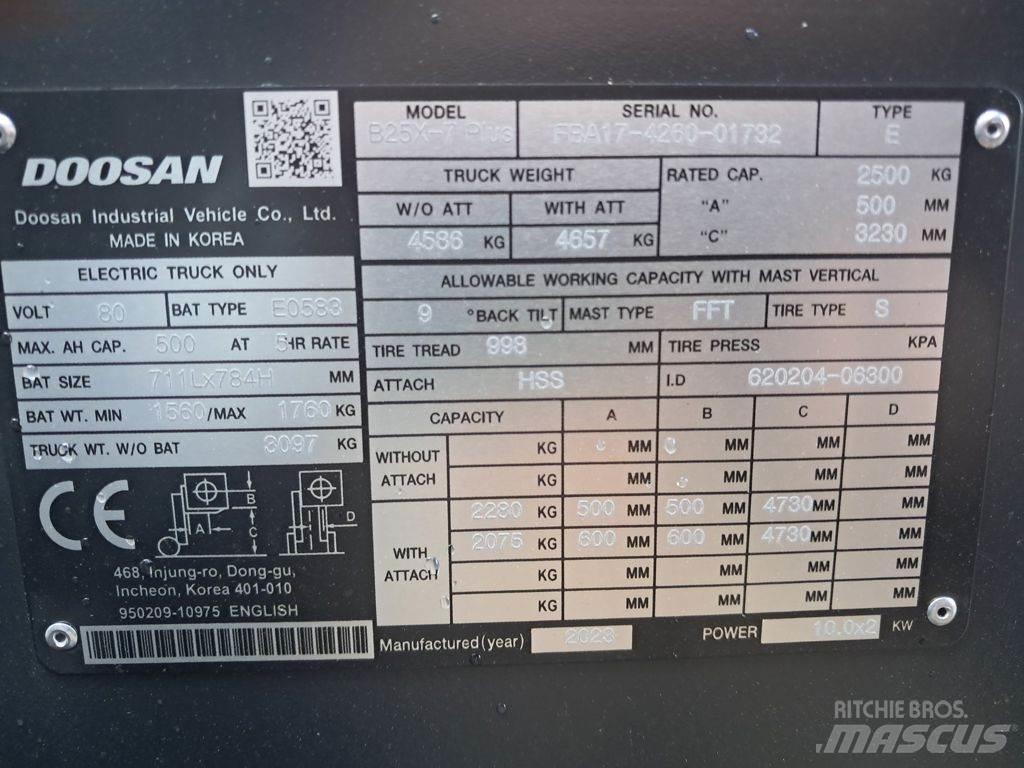 DOOSAN
Doosan Industrial Vehicle Co., Ltd.
MADE IN KOREA
ELECTRIC TRUCK ONLY
VOLT 80 BAT TYPE E0583
MAX. AH CAP. 500 AT 5 HR RATE
BAT SIZE 711Lx784H MM
BAT WT. MIN 1560/MAX 1760 KG
TRUCK WT. W/O BAT 3097 KG
CE
A B C D
468, Injung-ro, Dong-gu,
Incheon, Korea 401-010
950209-10975 ENGLISH
MODEL SERIAL NO. TYPE
B25X-7 Plus FBA17-4260-01732 E
TRUCK WEIGHT
W/O ATT WITH ATT
4586 KG 4657 KG
RATED CAP. 2500 KG
"A" 500 MM
"C" 3230 MM
ALLOWABLE WORKING CAPACITY WITH MAST VERTICAL
9 °BACK TILT MAST TYPE FFT TIRE TYPE S
TIRE TREAD 998 MM TIRE PRESS KPA
ATTACH HSS I.D 620204-06300
CAPACITY A B C D
WITHOUT ATTACH
KG MM MM MM MM
KG MM MM MM MM
WITH ATTACH
2280 KG 500 MM 500 MM 4730 MM MM
2075 KG 600 MM 600 MM 4730 MM MM
KG MM MM MM MM
KG MM MM MM MM
Manufactured (year) 2023 POWER 10.0x2 KW
RITCHIE BROS.
MASCUS